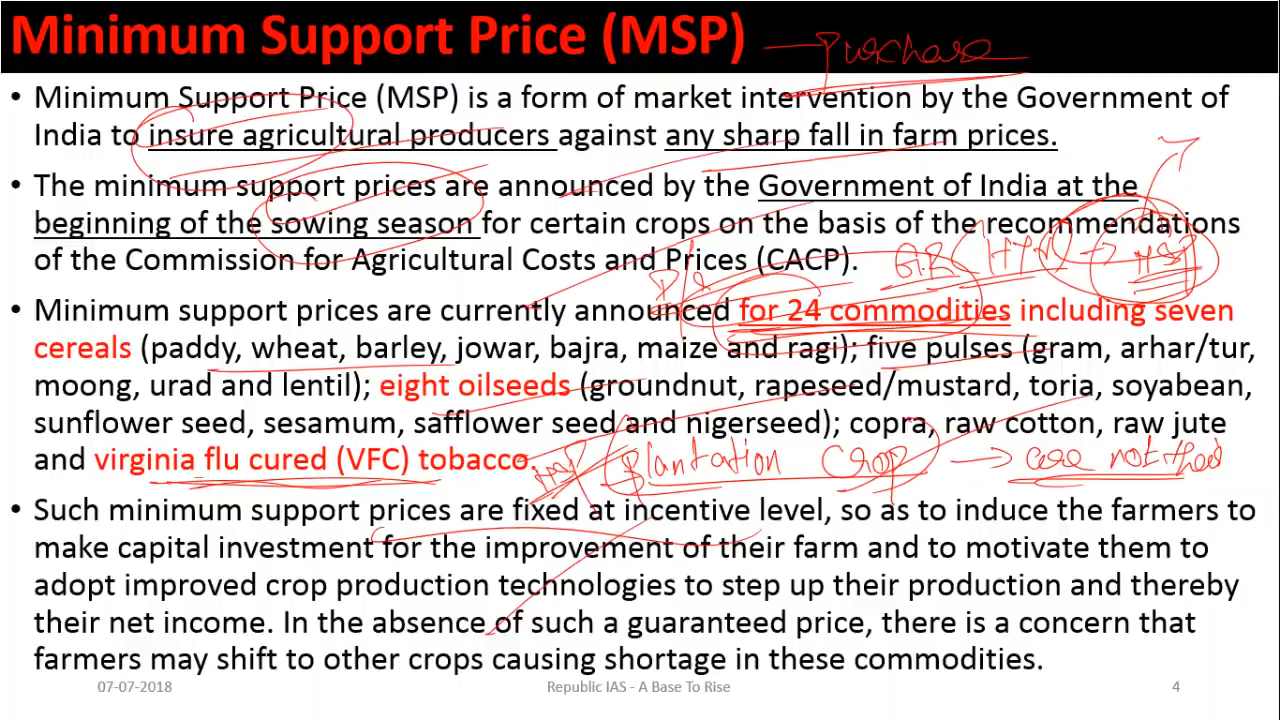 Minimum Support Price (MSP)
Purchase
• Minimum Support Price (MSP) is a form of market intervention by the Government of
India to insure agricultural producers against any sharp fall in farm prices.
• The minimum support prices are announced by the Government of India at the
beginning of the sowing season for certain crops on the basis of the recommendations
of the Commission for Agricultural Costs and Prices (CACP).
• Minimum support prices are currently announced for 24 commodities including seven
cereals (paddy, wheat, barley, jowar, bajra, maize and ragi); five pulses (gram, arhar/tur,
moong, urad and lentil); eight oilseeds (groundnut, rapeseed/mustard, toria, soyabean,
sunflower seed, sesamum, safflower seed and nigerseed); copra, raw cotton, raw jute
and virginia flu cured (VFC) tobacco.
Plantation Crop → are not there
• Such minimum support prices are fixed at incentive level, so as to induce the farmers to
make capital investment for the improvement of their farm and to motivate them to
adopt improved crop production technologies to step up their production and thereby
their net income. In the absence of such a guaranteed price, there is a concern that
farmers may shift to other crops causing shortage in these commodities.
07-07-2018 Republic IAS - A Base To Rise 4